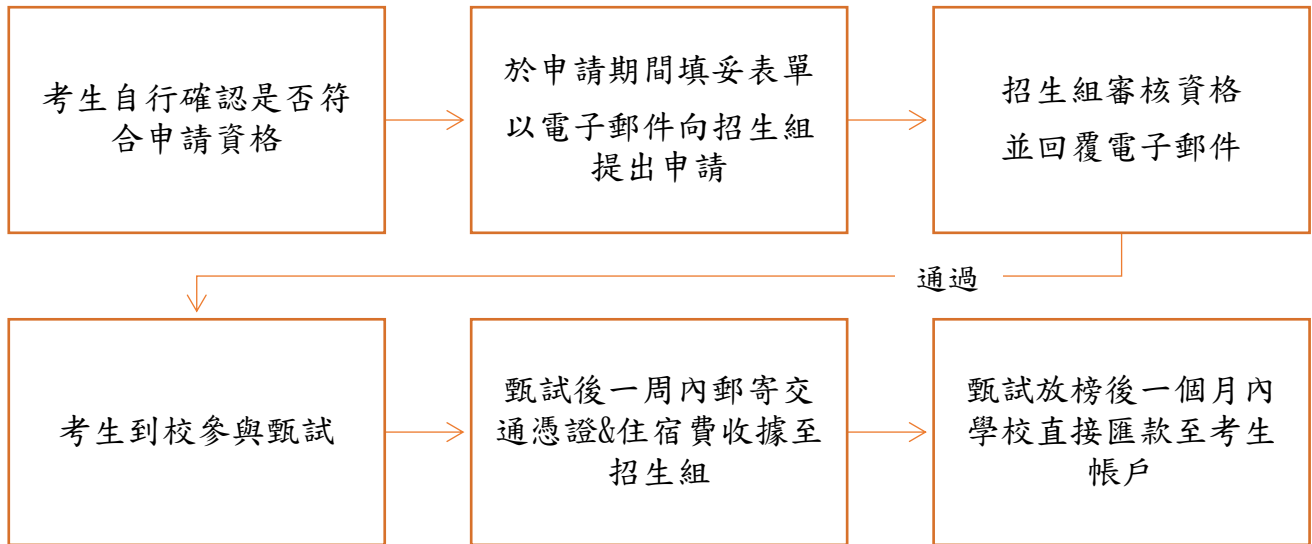 考生自行確認是否符
合申請資格
於申請期間填妥表單
以電子郵件向招生組
提出申請
招生組審核資格
並回覆電子郵件
通過
考生到校參與甄試
甄試後一周內郵寄交
通憑證&住宿費收據至
招生組
甄試放榜後一個月內
學校直接匯款至考生
帳戶